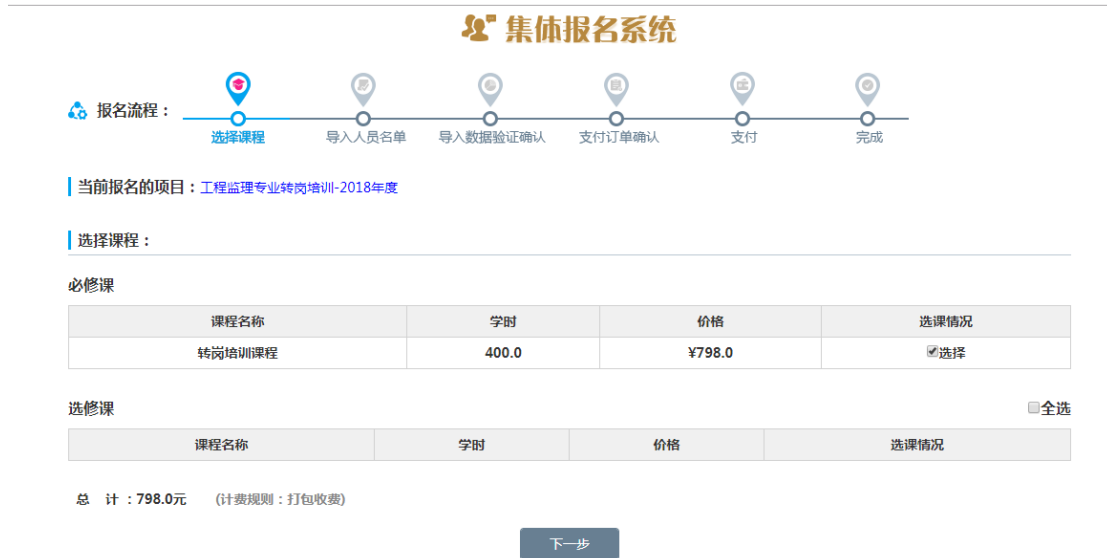 集体报名系统
报名流程：
选择课程 导入人员名单 导入数据验证确认 支付订单确认 支付 完成
当前报名的项目：工程监理专业转岗培训-2018年度
选择课程：
必修课
课程名称 学时 价格 选课情况
转岗培训课程 400.0 ¥798.0 选择
选修课 全选
课程名称 学时 价格 选课情况
总 计 ：798.0元 (计费规则：打包收费)
下一步